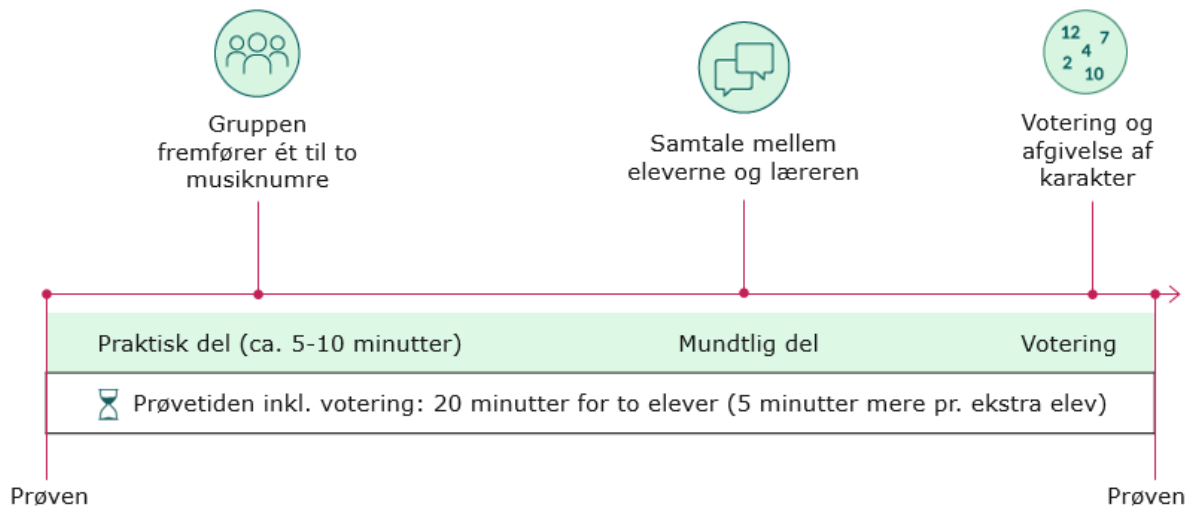 12 7
4
2
10
Gruppen
fremfører ét til to
musiknumre
Samtale mellem
eleverne og læreren
Votering og
afgivelse af
karakter
Praktisk del (ca. 5-10 minutter)
Mundtlig del
Votering
Prøvetiden inkl. votering: 20 minutter for to elever (5 minutter mere pr. ekstra elev)
Prøven
Prøven